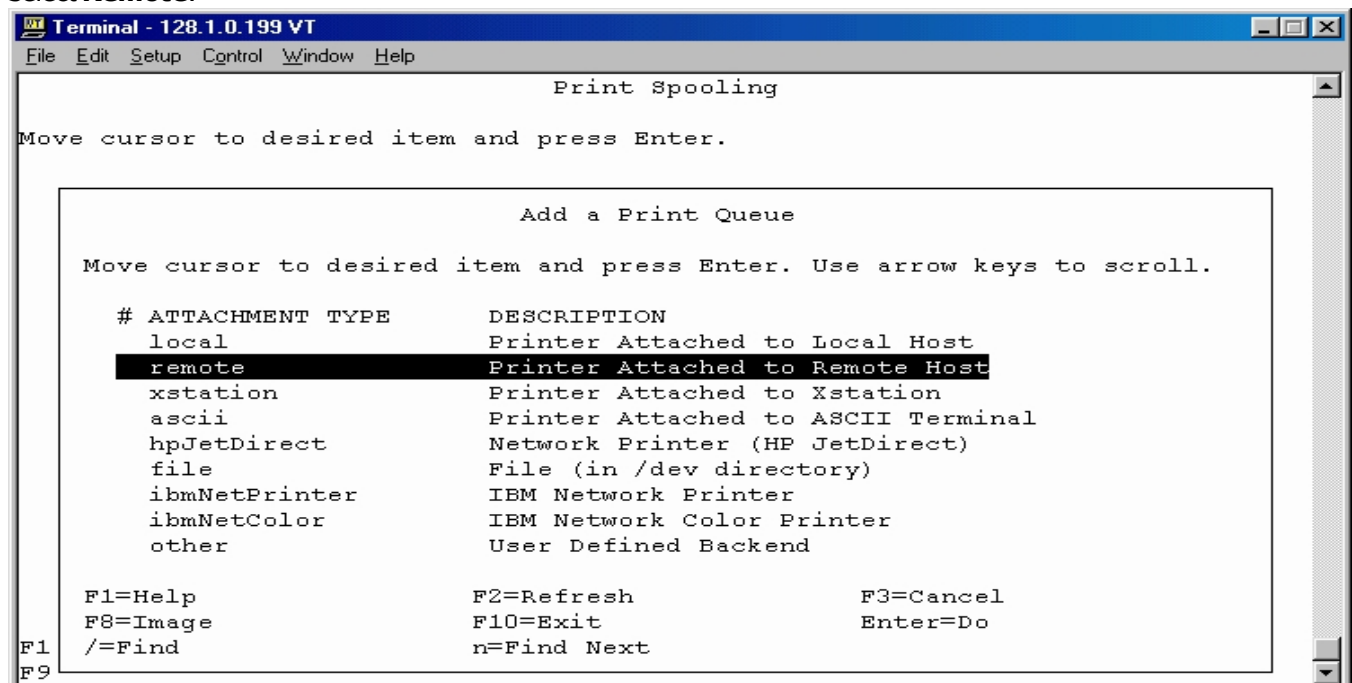 Select Remote.
Terminal - 128.1.0.199 VT
File Edit Setup Control Window Help
Print Spooling
Move cursor to desired item and press Enter.
Add a Print Queue
Move cursor to desired item and press Enter. Use arrow keys to scroll.
# ATTACHMENT TYPE DESCRIPTION
local Printer Attached to Local Host
remote Printer Attached to Remote Host
xstation Printer Attached to Xstation
ascii Printer Attached to ASCII Terminal
hpJetDirect Network Printer (HP JetDirect)
file File (in /dev directory)
ibmNetPrinter IBM Network Printer
ibmNetColor IBM Network Color Printer
other User Defined Backend
F1=Help F2=Refresh F3=Cancel
F8=Image F10=Exit Enter=Do
F1 /=Find n=Find Next
F9